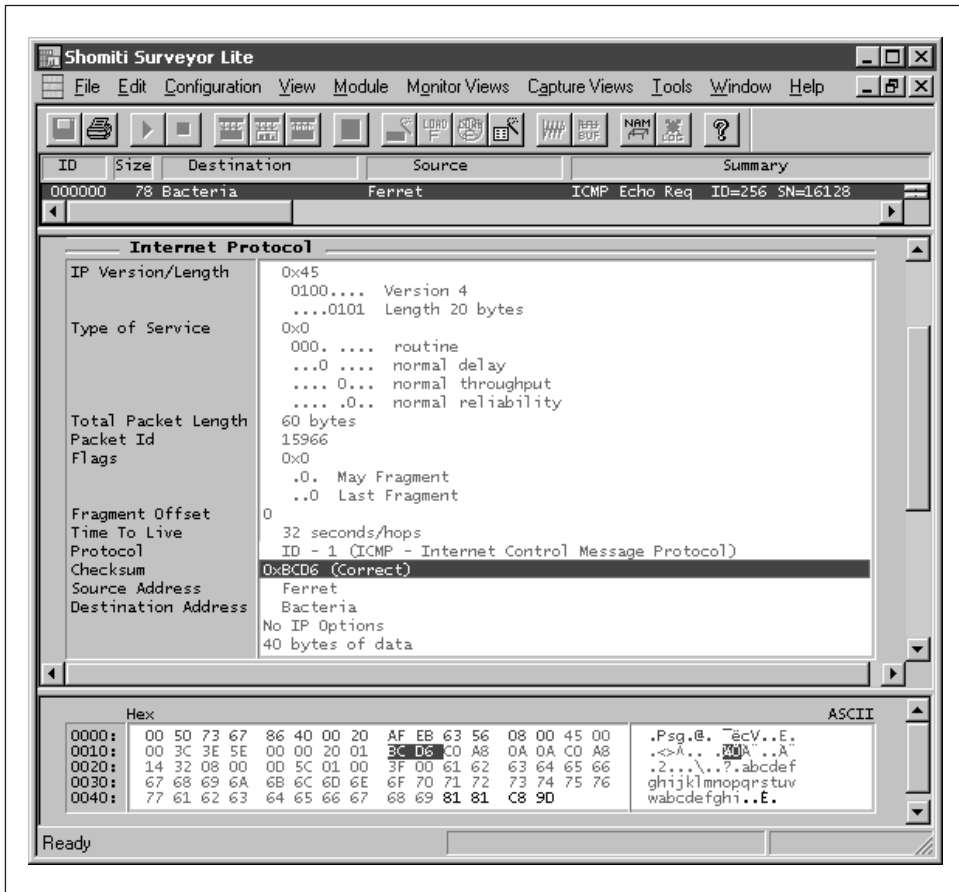 Shomiti Surveyor Lite
File Edit Configuration View Module Monitor Views Capture Views Tools Window Help
ID Size Destination Source Summary
000000 78 Bacteria Ferret ICMP Echo Req ID=256 SN=16128
Internet Protocol
IP Version/Length 0x45
0100.... Version 4
....0101 Length 20 bytes
Type of Service 0x0
000. .... routine
...0 .... normal delay
.... 0... normal throughput
.... .0.. normal reliability
Total Packet Length 60 bytes
Packet Id 15966
Flags 0x0
.0. May Fragment
..0 Last Fragment
Fragment Offset 0
Time To Live 32 seconds/hops
Protocol ID - 1 (ICMP - Internet Control Message Protocol)
Checksum 0xBCD6 (Correct)
Source Address Ferret
Destination Address Bacteria
No IP Options
40 bytes of data
Hex ASCII
0000: 00 50 73 67 86 40 00 20 AF EB 63 56 08 00 45 00 .Psg.@. ¯ëcV..E.
0010: 00 3C 3E 5E 00 00 20 01 BC D6 C0 A8 0A 0A C0 A8 .<>^.. . ¼ÖÀ¨..À¨
0020: 14 32 08 00 0D 5C 01 00 3F 00 61 62 63 64 65 66 .2...\..?.abcdef
0030: 67 68 69 6A 6B 6C 6D 6E 6F 70 71 72 73 74 75 76 ghijklmnopqrstuv
0040: 77 61 62 63 64 65 66 67 68 69 81 81 C8 9D wabcdefghi..È.
Ready